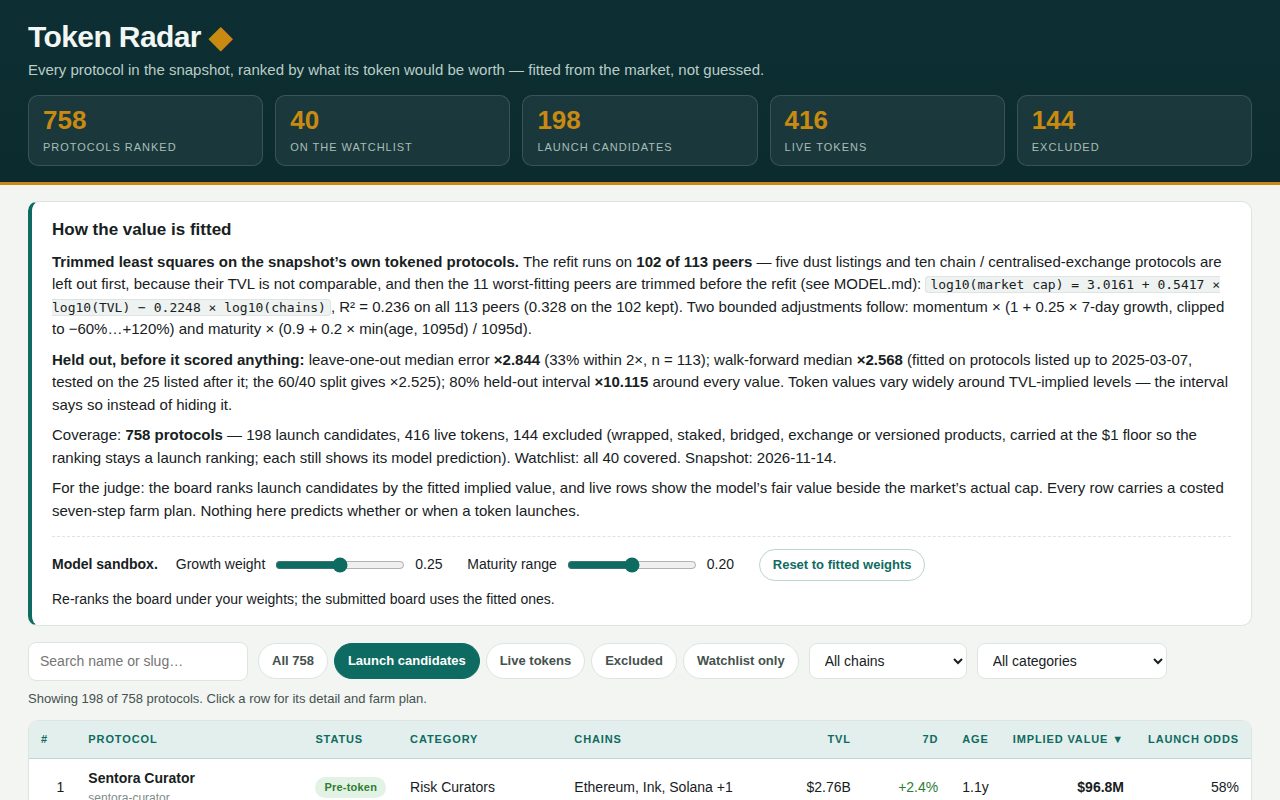 Token Radar
Every protocol in the snapshot, ranked by what its token would be worth — fitted from the market, not guessed.
758
PROTOCOLS RANKED
40
ON THE WATCHLIST
198
LAUNCH CANDIDATES
416
LIVE TOKENS
144
EXCLUDED
How the value is fitted
Trimmed least squares on the snapshot's own tokened protocols. The refit runs on 102 of 113 peers — five dust listings and ten chain / centralised-exchange protocols are
left out first, because their TVL is not comparable, and then the 11 worst-fitting peers are trimmed before the refit (see MODEL.md): log10(market cap) = 3.0161 + 0.5417 ×
log10(TVL) − 0.2248 × log10(chains) , R² = 0.236 on all 113 peers (0.328 on the 102 kept). Two bounded adjustments follow: momentum × (1 + 0.25 × 7-day growth, clipped
to −60%…+120%) and maturity × (0.9 + 0.2 × min(age, 1095d) / 1095d).
Held out, before it scored anything: leave-one-out median error ×2.844 (33% within 2×, n = 113); walk-forward median ×2.568 (fitted on protocols listed up to 2025-03-07,
tested on the 25 listed after it; the 60/40 split gives ×2.525); 80% held-out interval ×10.115 around every value. Token values vary widely around TVL-implied levels — the interval
says so instead of hiding it.
Coverage: 758 protocols — 198 launch candidates, 416 live tokens, 144 excluded (wrapped, staked, bridged, exchange or versioned products, carried at the $1 floor so the
ranking stays a launch ranking; each still shows its model prediction). Watchlist: all 40 covered. Snapshot: 2026-11-14.
For the judge: the board ranks launch candidates by the fitted implied value, and live rows show the model's fair value beside the market's actual cap. Every row carries a costed
seven-step farm plan. Nothing here predicts whether or when a token launches.
Model sandbox. Growth weight 0.25 Maturity range 0.20 Reset to fitted weights
Re-ranks the board under your weights; the submitted board uses the fitted ones.
Search name or slug… All 758 Launch candidates Live tokens Excluded Watchlist only All chains All categories
Showing 198 of 758 protocols. Click a row for its detail and farm plan.
# PROTOCOL STATUS CATEGORY CHAINS TVL 7D AGE IMPLIED VALUE ▼ LAUNCH ODDS
1 Sentora Curator Pre-token Risk Curators Ethereum, Ink, Solana +1 $2.76B +2.4% 1.1y $96.8M 58%
sentora-curator